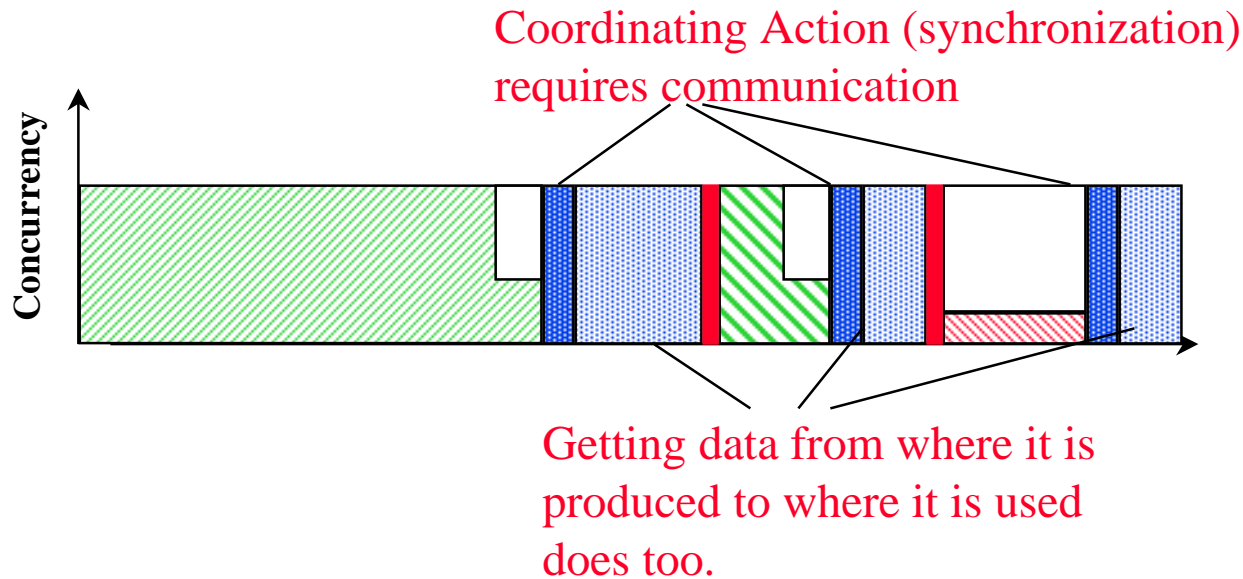 Coordinating Action (synchronization)
requires communication
Concurrency
Getting data from where it is
produced to where it is used
does too.